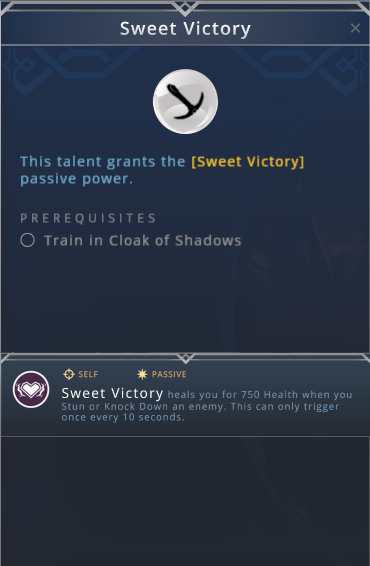 Sweet Victory
This talent grants the [Sweet Victory]
passive power.
PREREQUISITES
Train in Cloak of Shadows
SELF PASSIVE
Sweet Victory heals you for 750 Health when you
Stun or Knock Down an enemy. This can only trigger
once every 10 seconds.